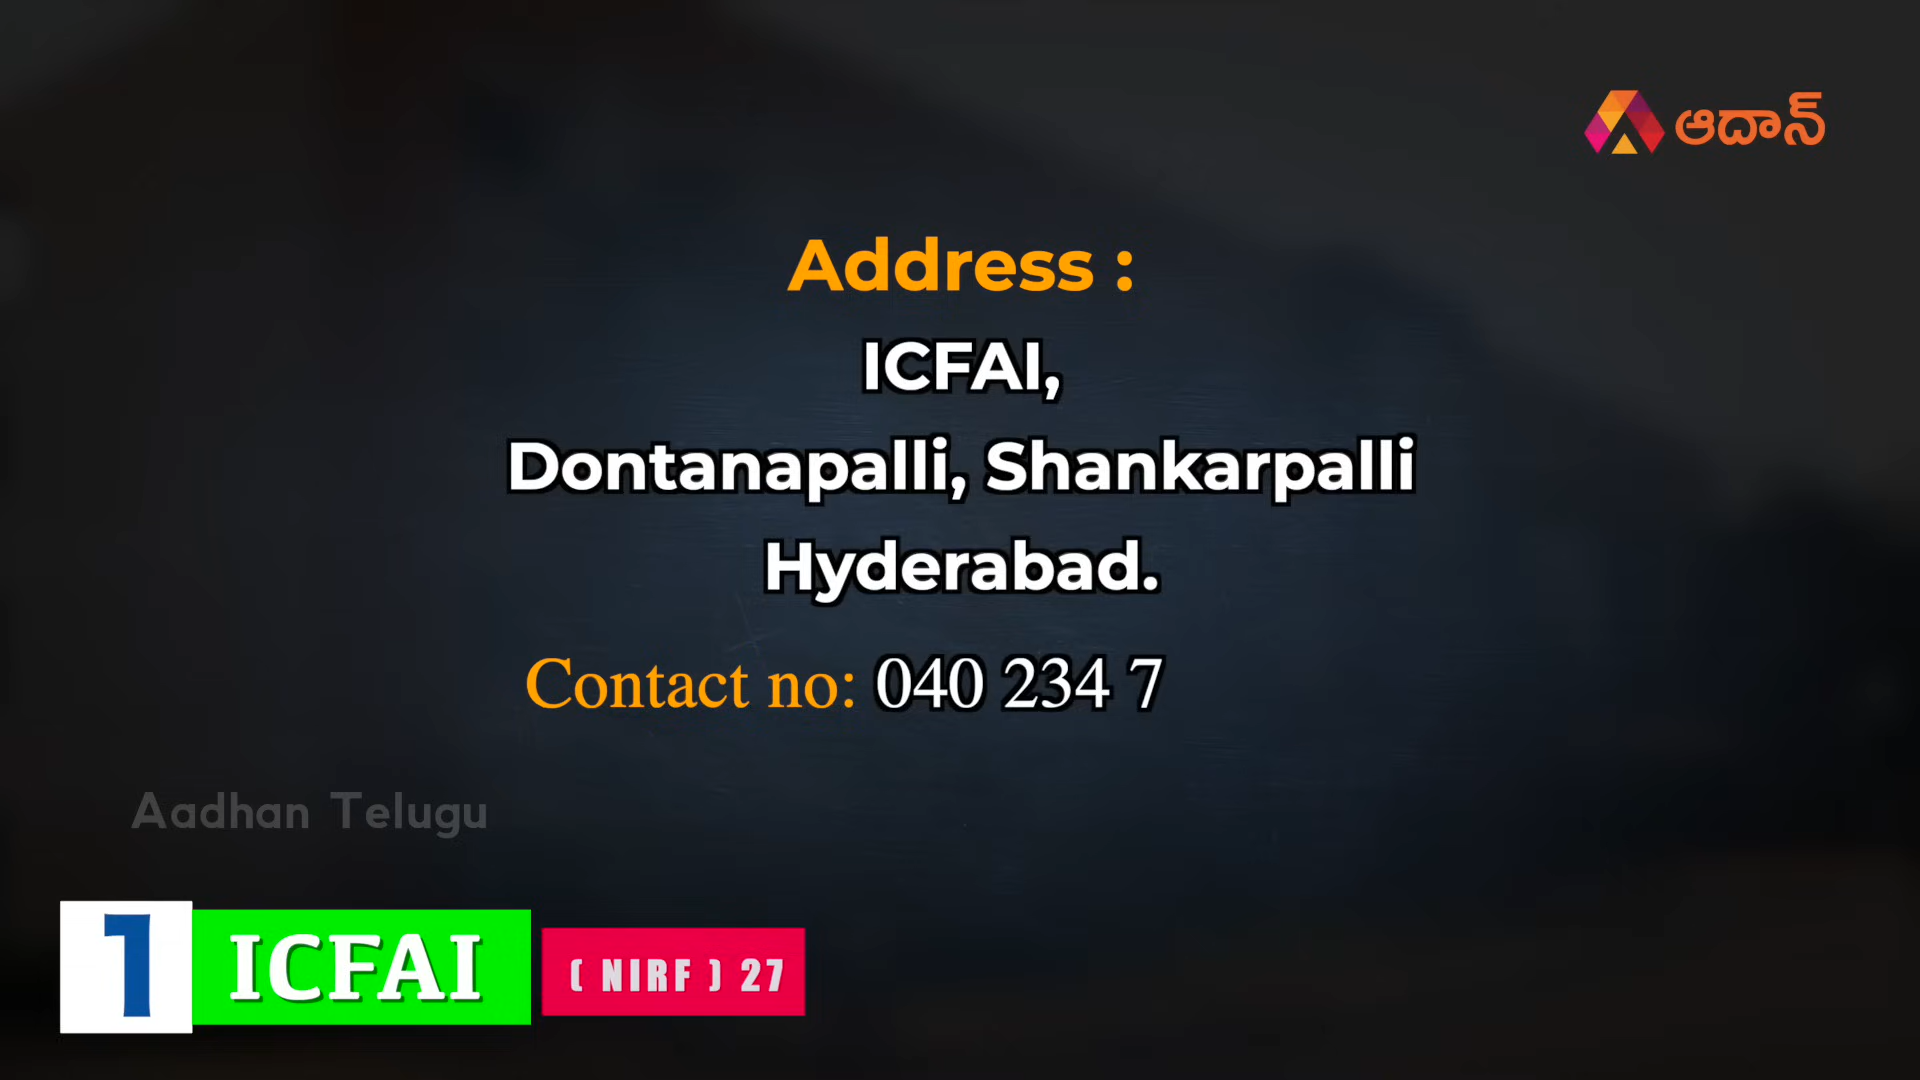 ఆదాన్
Address :
ICFAI,
Dontanapalli, Shankarpalli
Hyderabad.
Contact no: 040 234 7
Aadhan Telugu
1 ICFAI ( NIRF ) 27